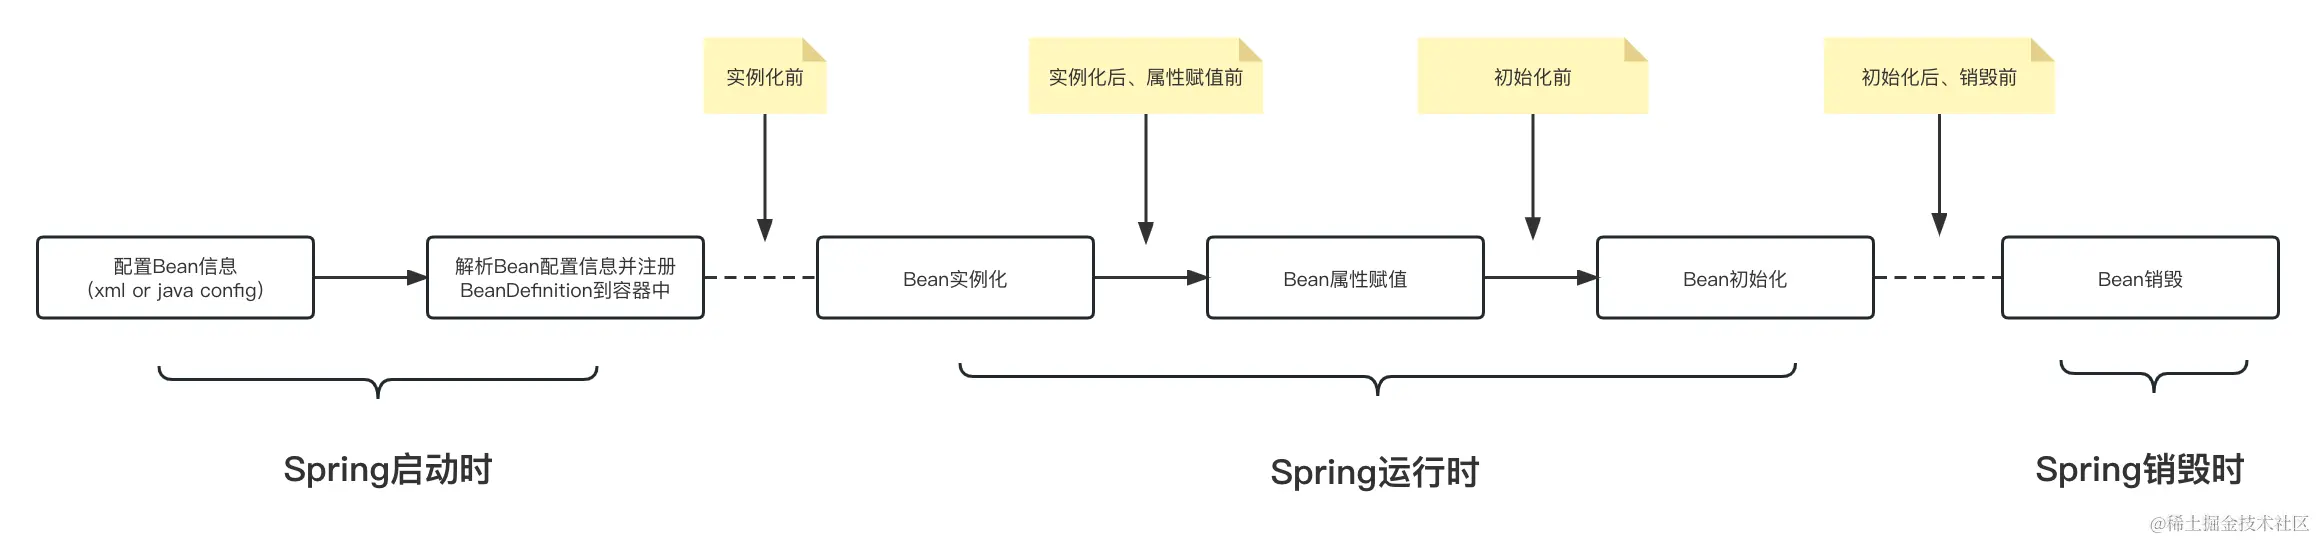 实例化前
实例化后、属性赋值前
初始化前
初始化后、销毁前
配置Bean信息
（xml or java config）
解析Bean配置信息并注册
BeanDefinition到容器中
Bean实例化
Bean属性赋值
Bean初始化
Bean销毁
Spring启动时
Spring运行时
Spring销毁时
@稀土掘金技术社区